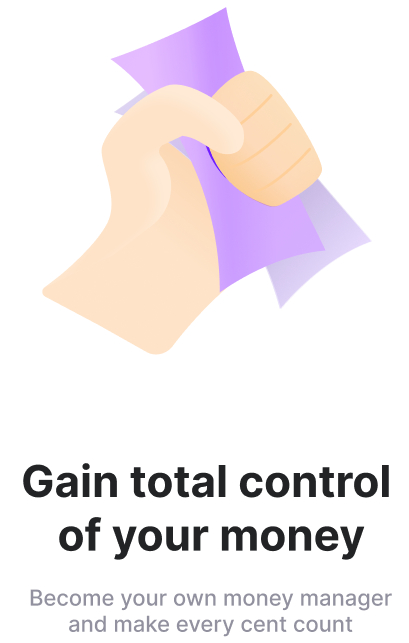 Gain total control
of your money
Become your own money manager
and make every cent count